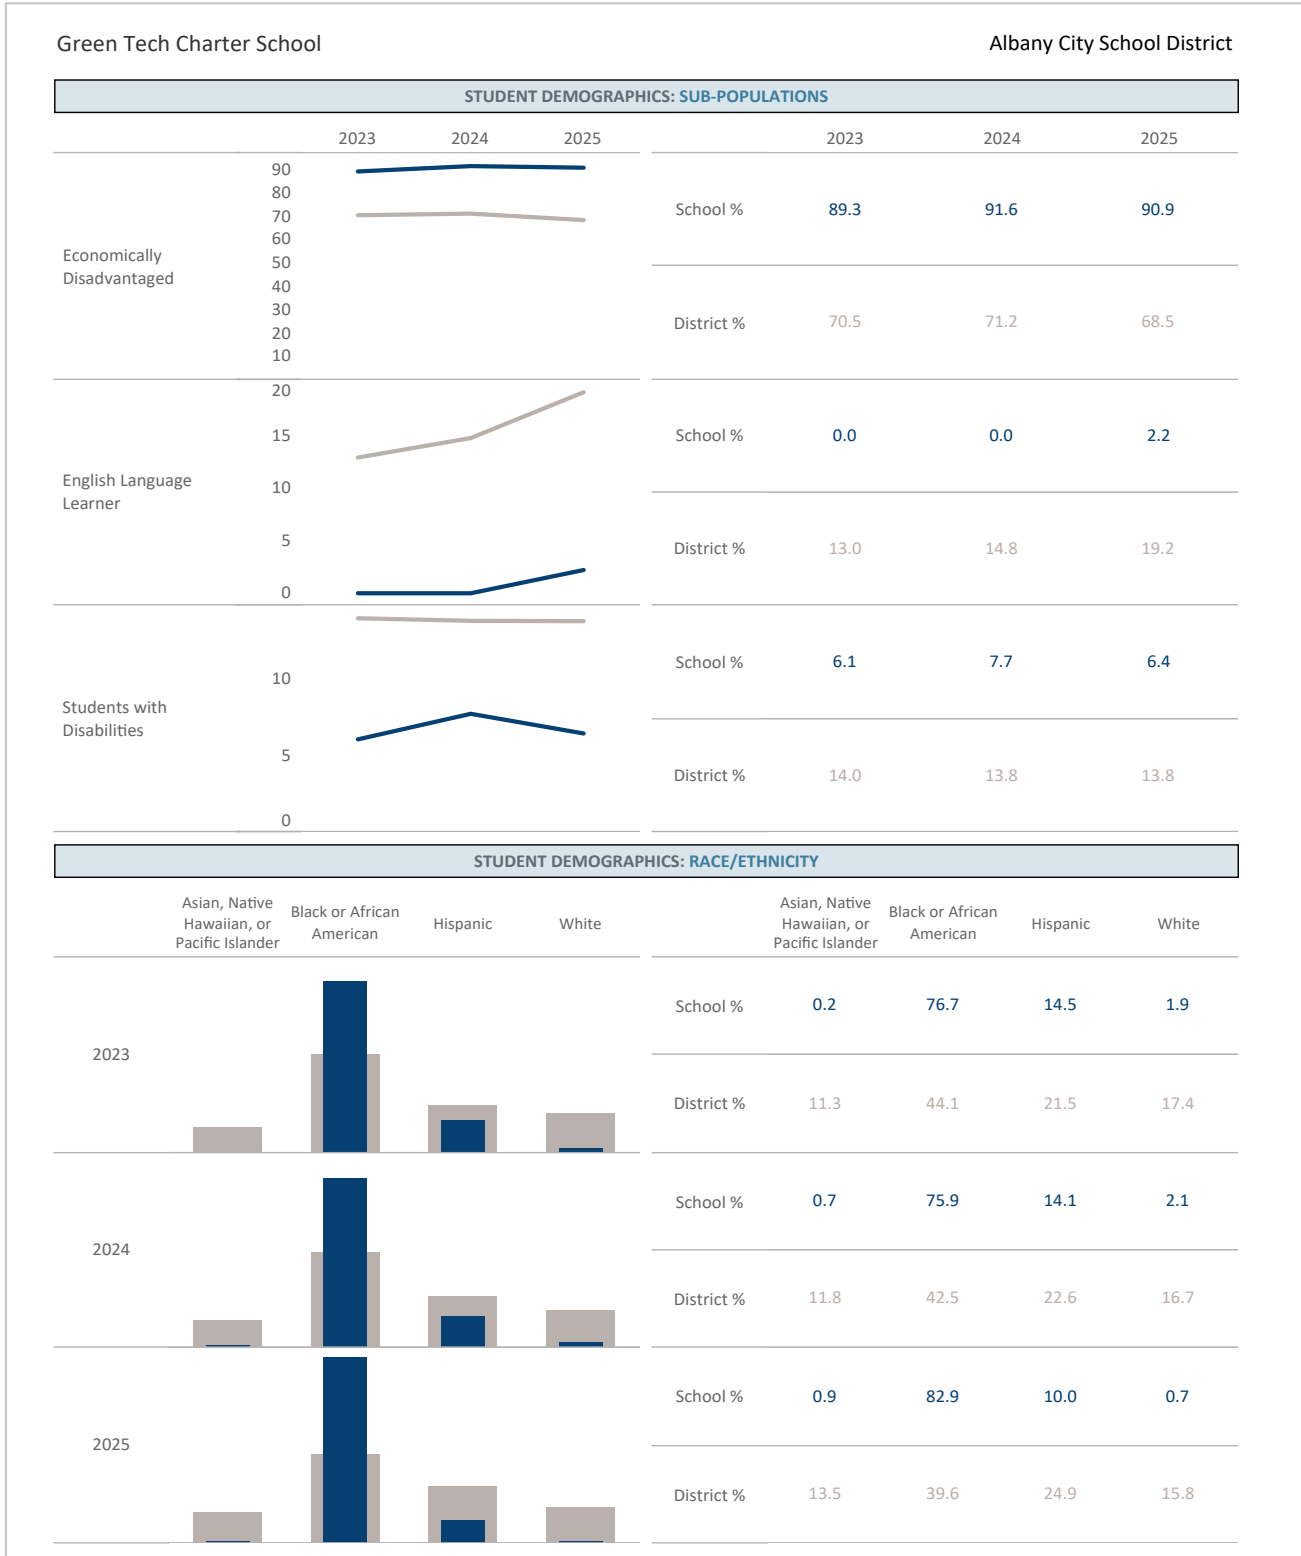 Green Tech Charter School
Albany City School District
STUDENT DEMOGRAPHICS: SUB-POPULATIONS
2023 2024 2025
2023 2024 2025
Economically
Disadvantaged
90
80
70
60
50
40
30
20
10
School % 89.3 91.6 90.9
District % 70.5 71.2 68.5
English Language
Learner
20
15
10
5
0
School % 0.0 0.0 2.2
District % 13.0 14.8 19.2
Students with
Disabilities
10
5
0
School % 6.1 7.7 6.4
District % 14.0 13.8 13.8
STUDENT DEMOGRAPHICS: RACE/ETHNICITY
Asian, Native
Hawaiian, or
Pacific Islander
Black or African
American
Hispanic
White
Asian, Native
Hawaiian, or
Pacific Islander
Black or African
American
Hispanic
White
2023
School % 0.2 76.7 14.5 1.9
District % 11.3 44.1 21.5 17.4
2024
School % 0.7 75.9 14.1 2.1
District % 11.8 42.5 22.6 16.7
2025
School % 0.9 82.9 10.0 0.7
District % 13.5 39.6 24.9 15.8